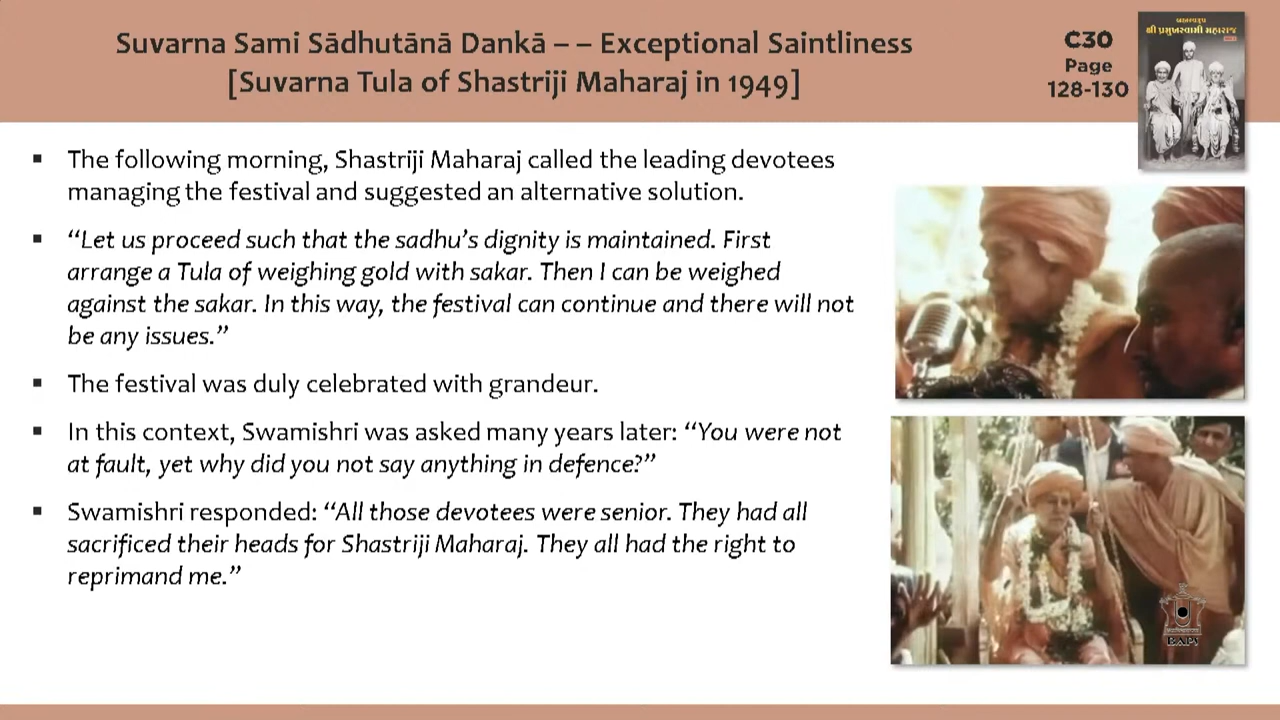 Suvarna Sami Sādhutānā Dankā – – Exceptional Saintliness
[Suvarna Tula of Shastriji Maharaj in 1949]
C30
Page
128-130
શ્રી પ્રમુખસ્વામી મહારાજ
▪ The following morning, Shastriji Maharaj called the leading devotees
managing the festival and suggested an alternative solution.
▪ “Let us proceed such that the sadhu’s dignity is maintained. First
arrange a Tula of weighing gold with sakar. Then I can be weighed
against the sakar. In this way, the festival can continue and there will not
be any issues.”
▪ The festival was duly celebrated with grandeur.
▪ In this context, Swamishri was asked many years later: “You were not
at fault, yet why did you not say anything in defence?”
▪ Swamishri responded: “All those devotees were senior. They had all
sacrificed their heads for Shastriji Maharaj. They all had the right to
reprimand me.”
BAPS